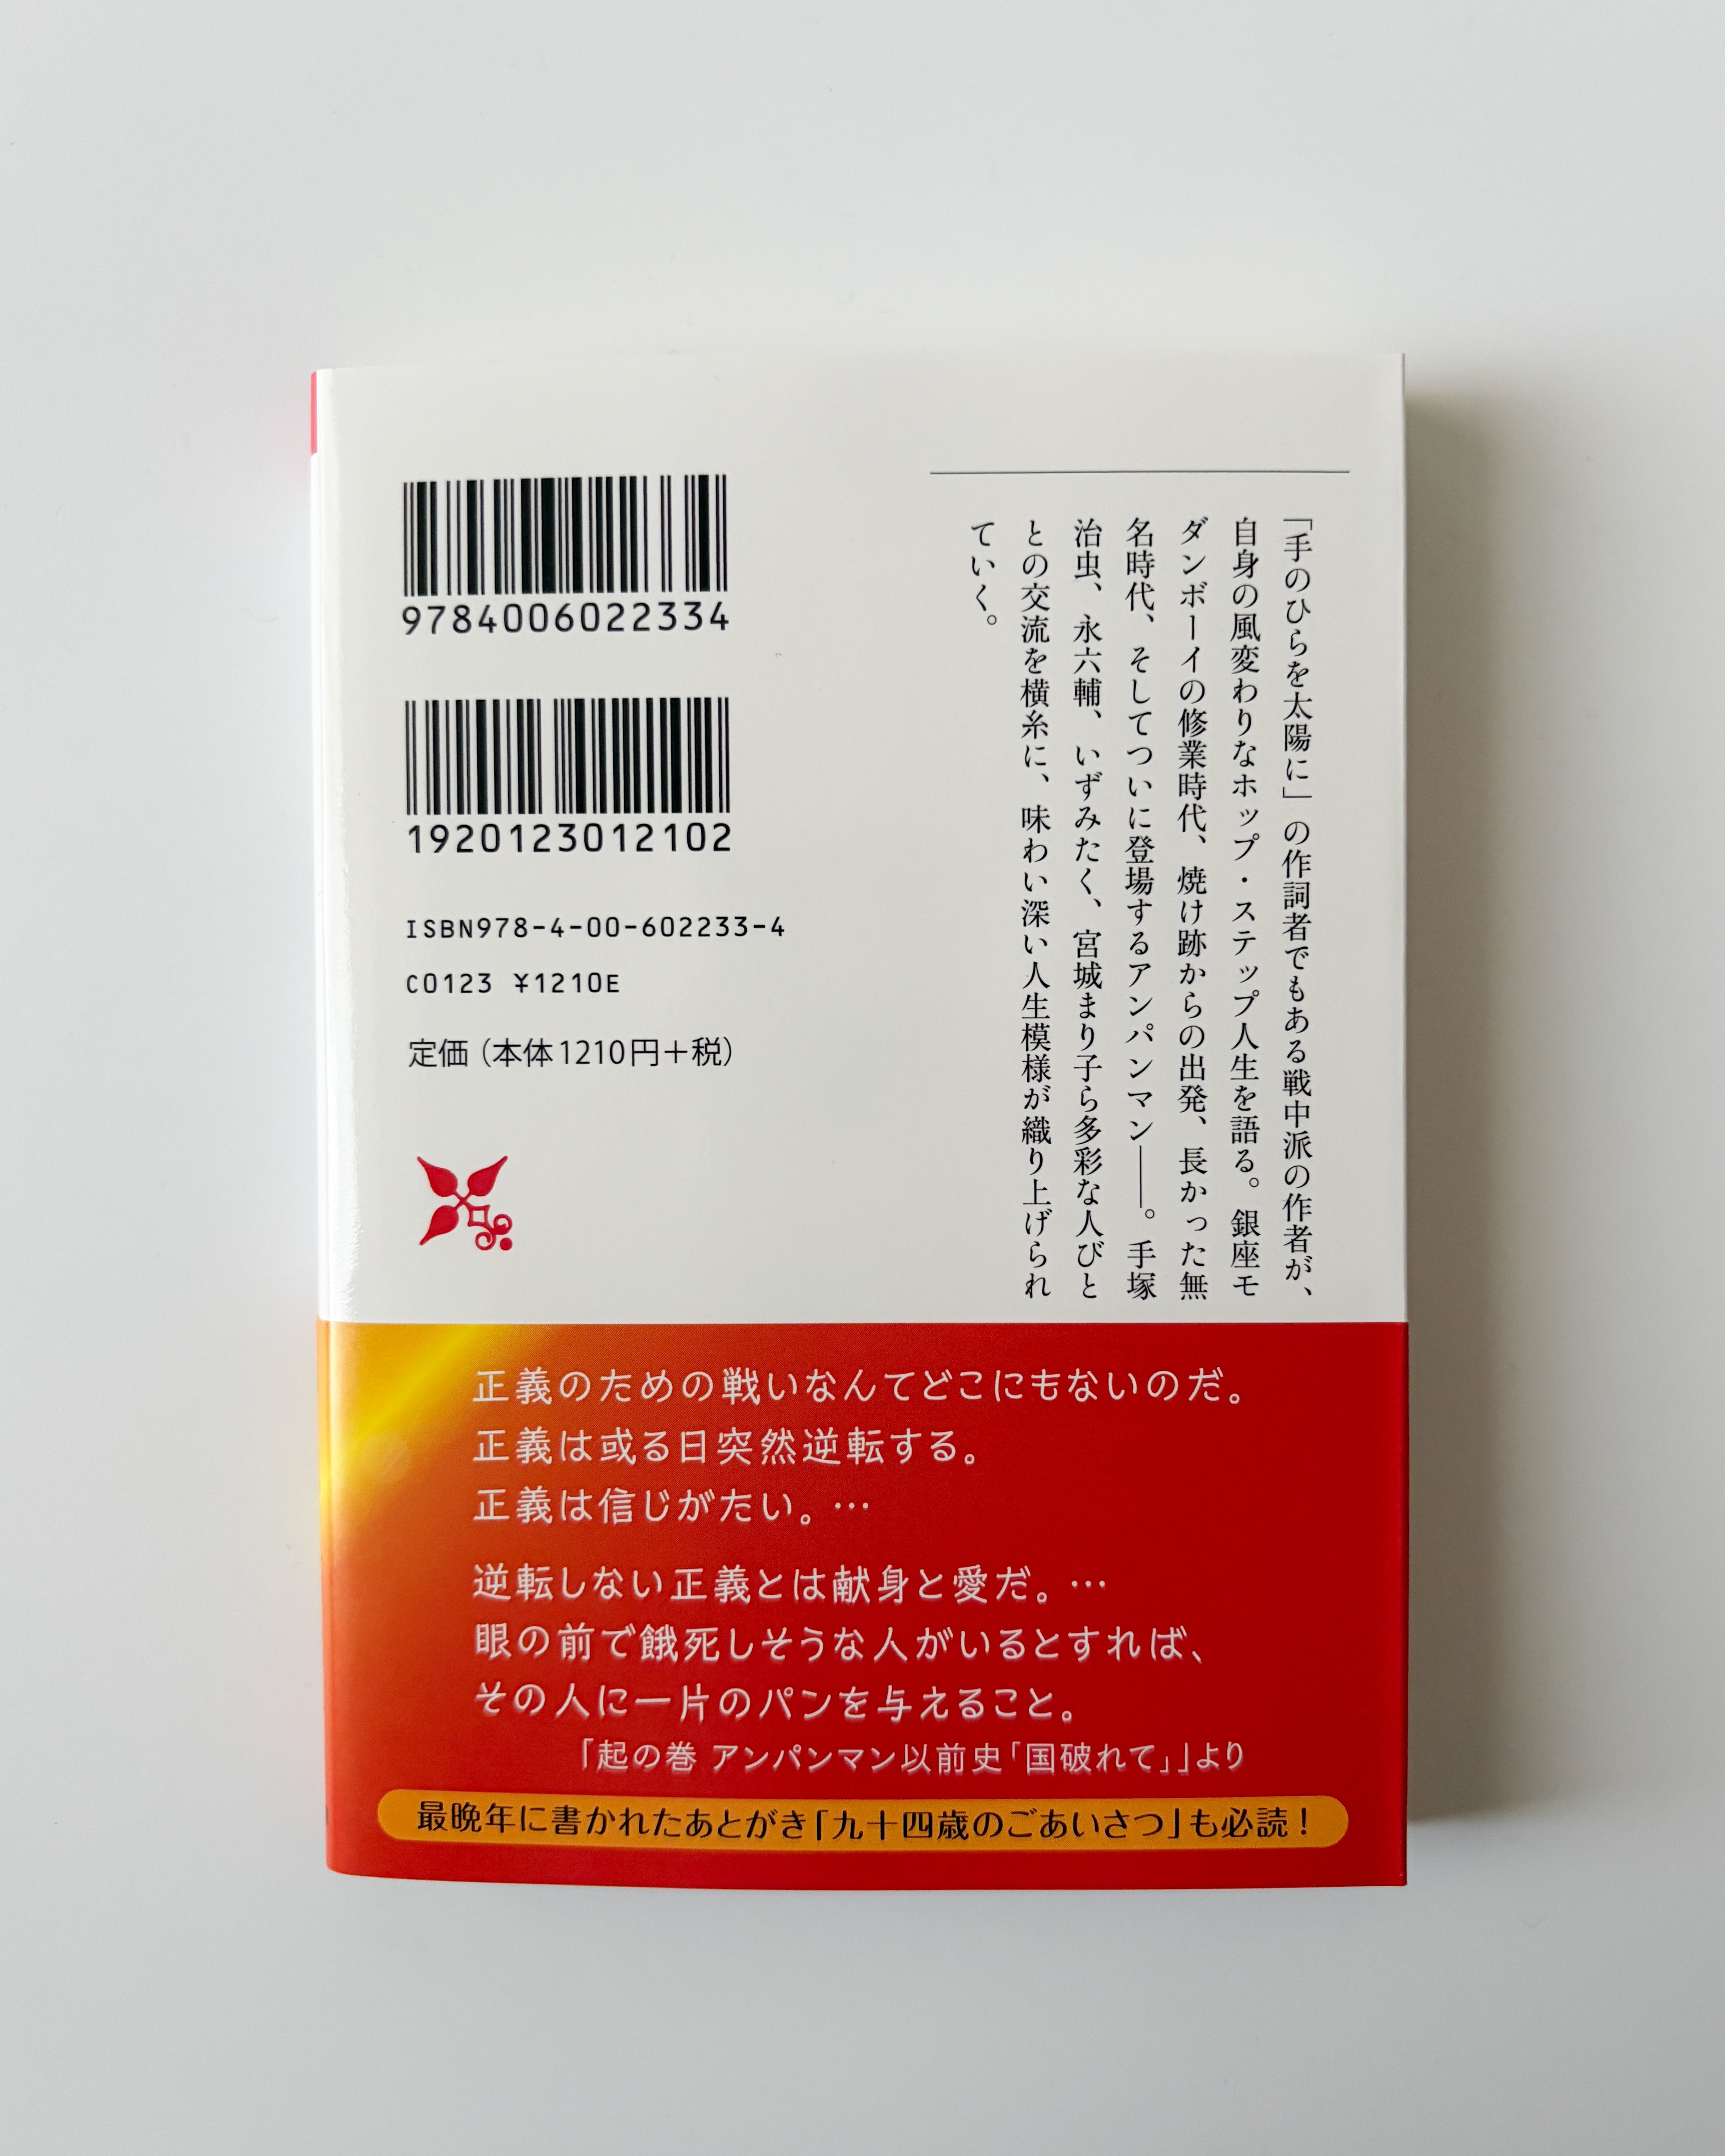 「手のひらを太陽に」の作詞者でもある戦中派の作者が、
自身の風変わりなホップ・ステップ人生を語る。銀座モ
ダンボーイの修業時代、焼け跡からの出発、長かった無
名時代、そしてついに登場するアンパンマン――。手塚
治虫、永六輔、いずみたく、宮城まり子ら多彩な人びと
との交流を横糸に、味わい深い人生模様が織り上げられ
ていく。
9784006022334
1920123012102
ISBN978-4-00-602233-4
C0123 ¥1210E
定価（本体1210円＋税）
正義のための戦いなんてどこにもないのだ。
正義は或る日突然逆転する。
正義は信じがたい。…
逆転しない正義とは献身と愛だ。…
眼の前で餓死しそうな人がいるとすれば、
その人に一片のパンを与えること。
「起の巻 アンパンマン以前史「国破れて」」より
最晩年に書かれたあとがき「九十四歳のごあいさつ」も必読！